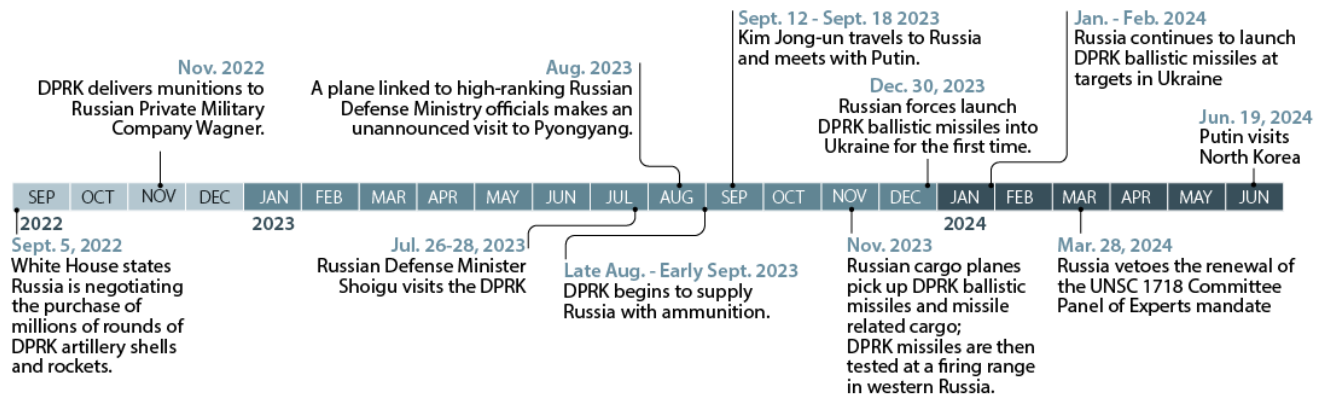 Sept. 12 - Sept. 18 2023
Kim Jong-un travels to Russia
and meets with Putin.
Jan. - Feb. 2024
Russia continues to launch
DPRK ballistic missiles at
targets in Ukraine
Nov. 2022
DPRK delivers munitions to
Russian Private Military
Company Wagner.
Aug. 2023
A plane linked to high-ranking Russian
Defense Ministry officials makes an
unannounced visit to Pyongyang.
Dec. 30, 2023
Russian forces launch
DPRK ballistic missiles into
Ukraine for the first time.
Jun. 19, 2024
Putin visits
North Korea
SEP OCT NOV DEC JAN FEB MAR APR MAY JUN JUL AUG SEP OCT NOV DEC JAN FEB MAR APR MAY JUN
2022 2023 2024
Sept. 5, 2022
White House states
Russia is negotiating
the purchase of
millions of rounds of
DPRK artillery shells
and rockets.
Jul. 26-28, 2023
Russian Defense Minister
Shoigu visits the DPRK
Late Aug. - Early Sept. 2023
DPRK begins to supply
Russia with ammunition.
Nov. 2023
Russian cargo planes
pick up DPRK ballistic
missiles and missile
related cargo;
DPRK missiles are then
tested at a firing range
in western Russia.
Mar. 28, 2024
Russia vetoes the renewal of
the UNSC 1718 Committee
Panel of Experts mandate